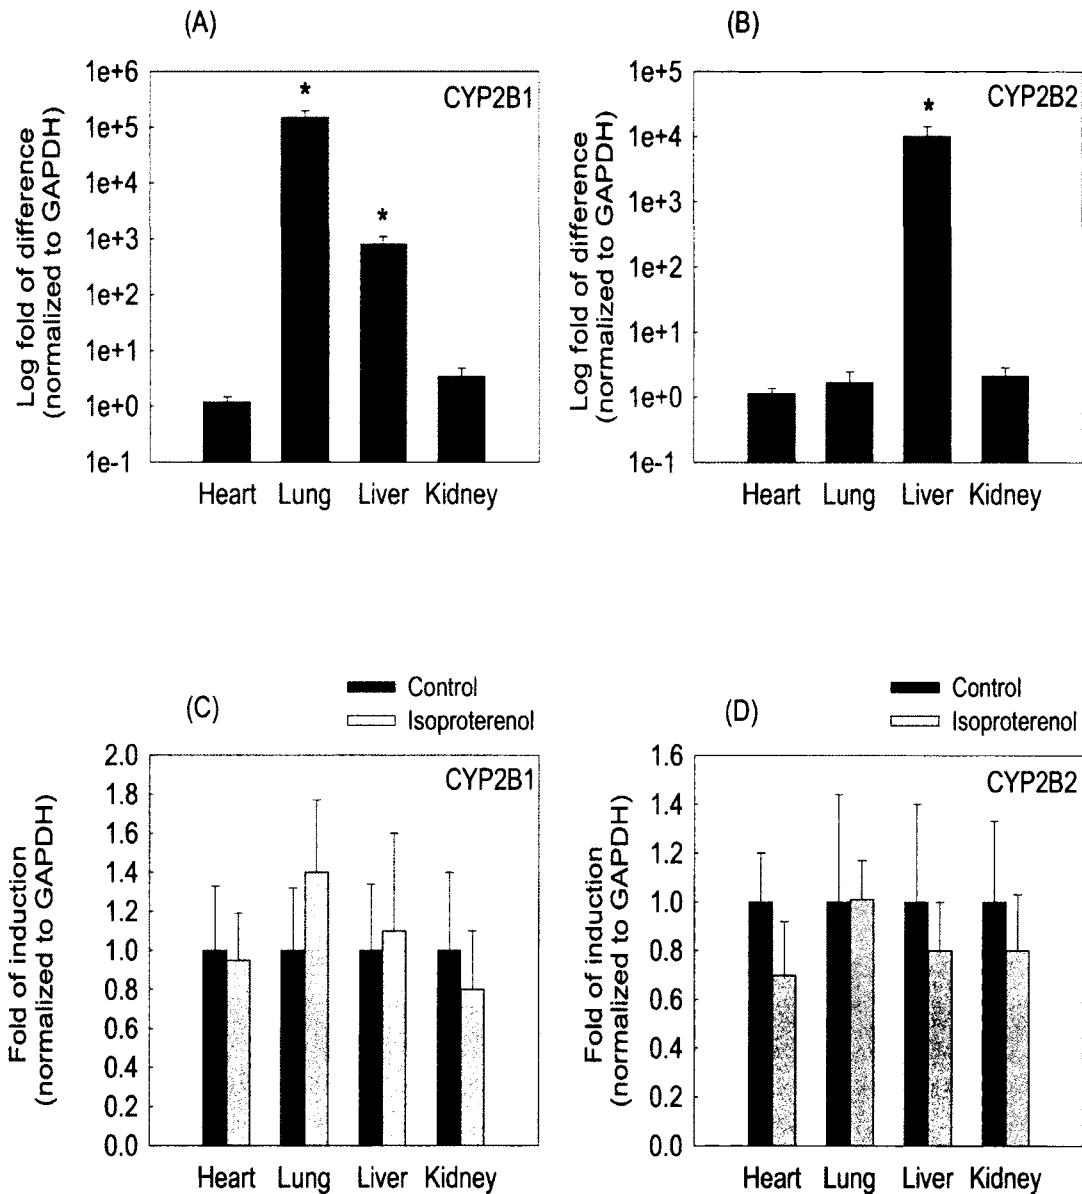 (A)
(B)
CYP2B1
CYP2B2
Log fold of difference
(normalized to GAPDH)
1e+6
1e+5
1e+4
1e+3
1e+2
1e+1
1e+0
1e-1
*
*
Heart Lung Liver Kidney
Log fold of difference
(normalized to GAPDH)
1e+5
1e+4
1e+3
1e+2
1e+1
1e+0
1e-1
*
Heart Lung Liver Kidney
(C)
Control
Isoproterenol
CYP2B1
Fold of induction
(normalized to GAPDH)
2.0
1.8
1.6
1.4
1.2
1.0
0.8
0.6
0.4
0.2
0.0
Heart Lung Liver Kidney
(D)
Control
Isoproterenol
CYP2B2
Fold of induction
(normalized to GAPDH)
1.6
1.4
1.2
1.0
0.8
0.6
0.4
0.2
0.0
Heart Lung Liver Kidney